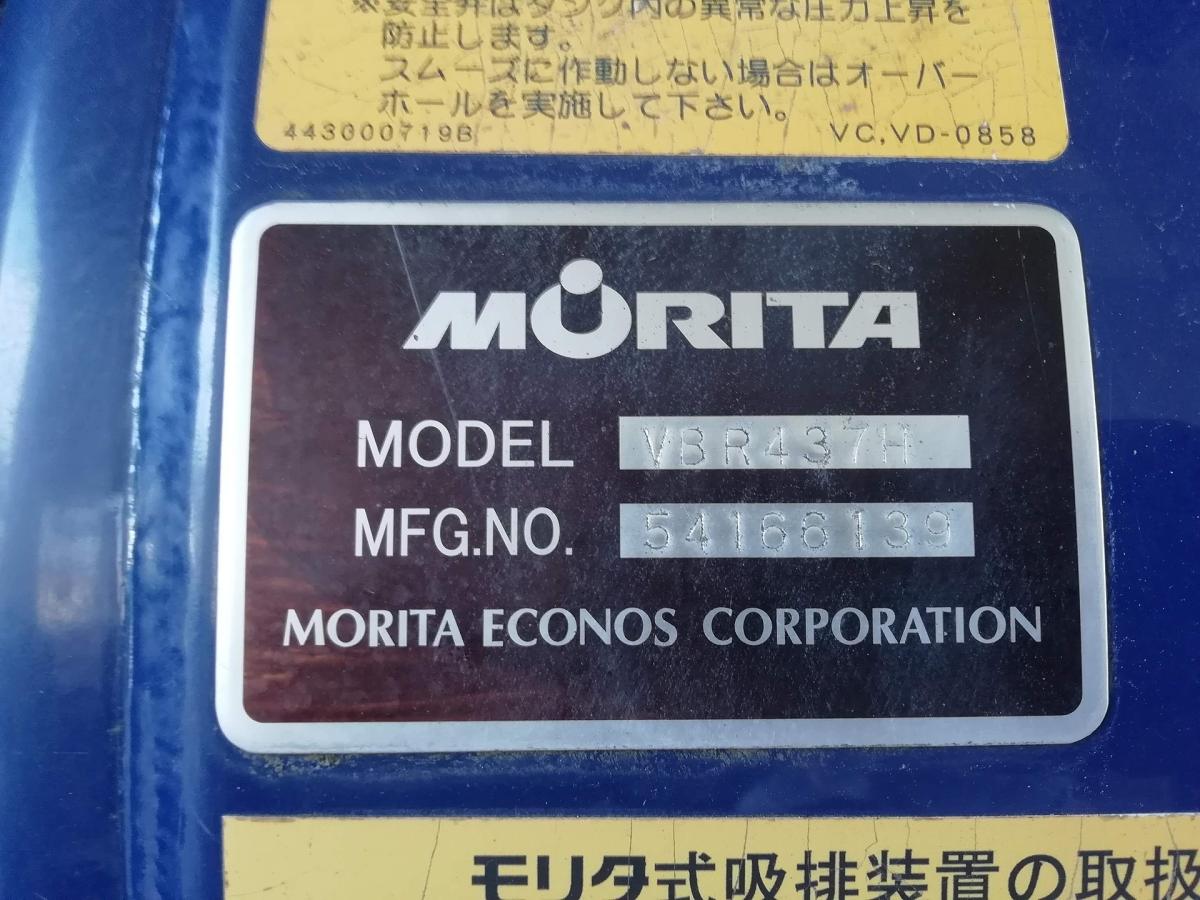 ※安全弁はタンク内の異常な圧力上昇を
防止します。
スムーズに作動しない場合はオーバー
ホールを実施して下さい。
443000719B VC,VD-0858
MORITA
MODEL VBR437H
MFG.NO. 54166139
MORITA ECONOS CORPORATION
モリタ式吸排装置の取扱